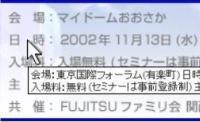 会 場：マイドームおおさか
日 時： 2002年 11月13日 (水)
入場料：無料 (セミナーは事前
会場：東京国際フォーラム(有楽町) 日時
入場料：無料(セミナーは事前登録制) 主
共 催： FUJITSUファミリ会 関